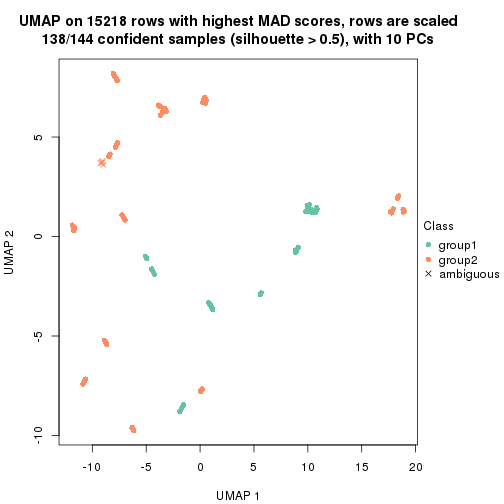 UMAP on 15218 rows with highest MAD scores, rows are scaled
138/144 confident samples (silhouette > 0.5), with 10 PCs
5
0
-5
-10
UMAP 2
-10 -5 0 5 10 15 20
UMAP 1
Class
group1
group2
ambiguous